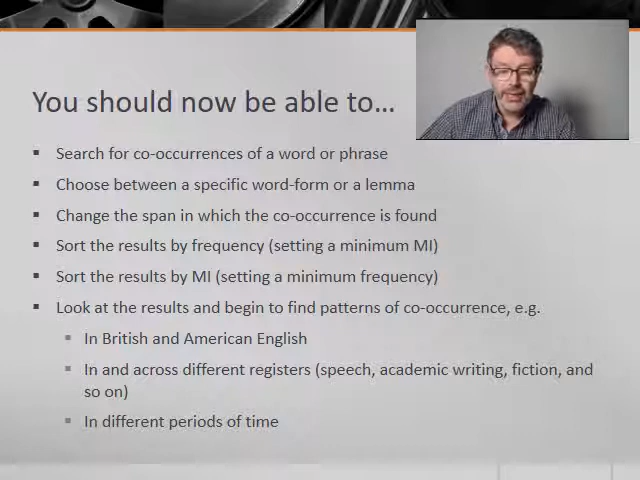 You should now be able to…
Search for co-occurrences of a word or phrase
Choose between a specific word-form or a lemma
Change the span in which the co-occurrence is found
Sort the results by frequency (setting a minimum MI)
Sort the results by MI (setting a minimum frequency)
Look at the results and begin to find patterns of co-occurrence, e.g.
In British and American English
In and across different registers (speech, academic writing, fiction, and
so on)
In different periods of time